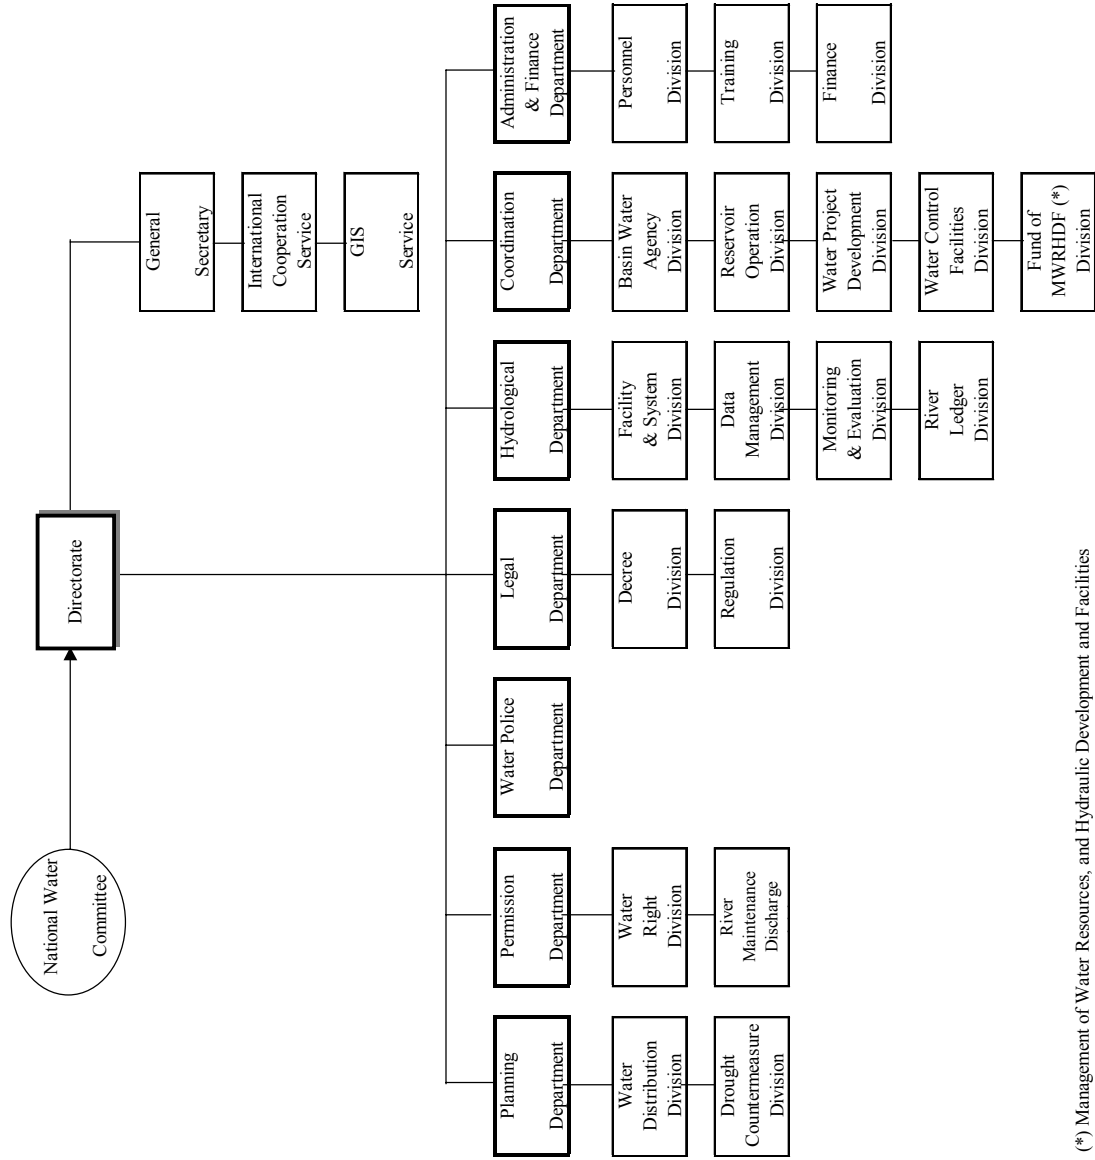 National Water
Committee
Directorate
General
Secretary
International
Cooperation
Service
GIS
Service
Planning
Department
Permission
Department
Water Police
Department
Legal
Department
Hydrological
Department
Coordination
Department
Administration
& Finance
Department
Water
Distribution
Division
Drought
Countermeasure
Division
Water
Right
Division
River
Maintenance
Discharge
Decree
Division
Regulation
Division
Facility
& System
Division
Data
Management
Division
Monitoring
& Evaluation
Division
River
Ledger
Division
Basin Water
Agency
Division
Reservoir
Operation
Division
Water Project
Development
Division
Water Control
Facilities
Division
Fund of
MWRHDF (*)
Division
Personnel
Division
Training
Division
Finance
Division
(*) Management of Water Resources, and Hydraulic Development and Facilities